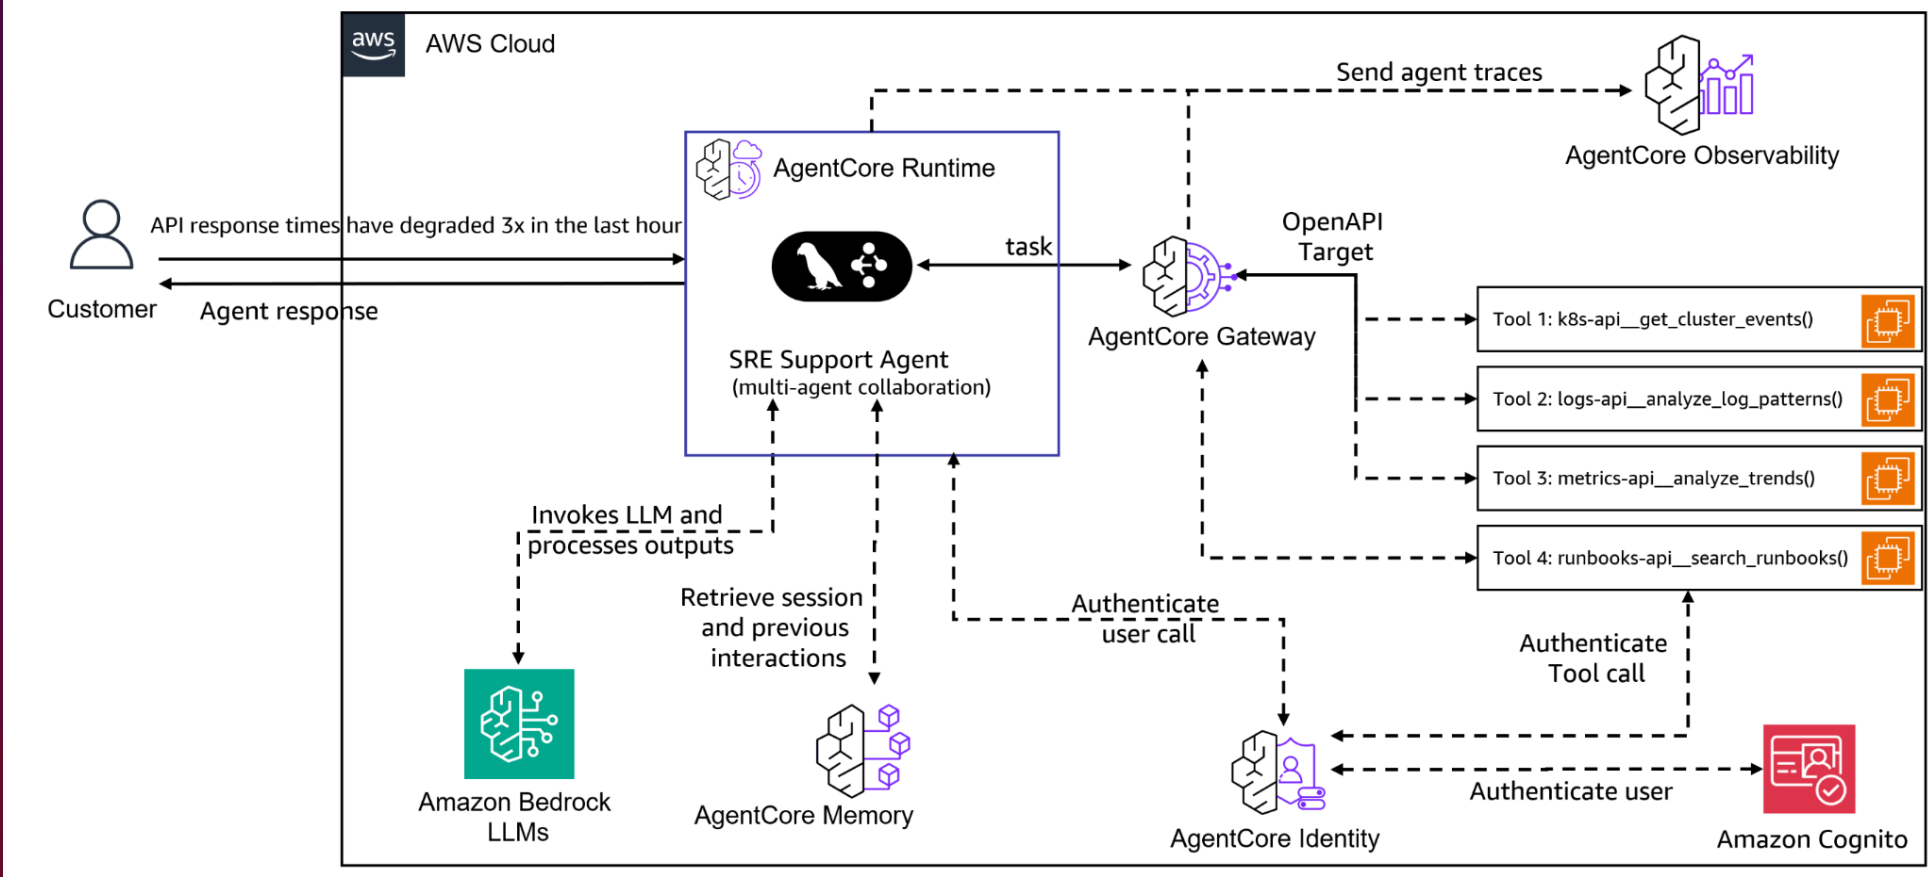 aws
AWS Cloud
Send agent traces
AgentCore Observability
AgentCore Runtime
API response times have degraded 3x in the last hour
Customer
Agent response
task
OpenAPI
Target
AgentCore Gateway
SRE Support Agent
(multi-agent collaboration)
Tool 1: k8s-api__get_cluster_events()
Tool 2: logs-api__analyze_log_patterns()
Tool 3: metrics-api__analyze_trends()
Tool 4: runbooks-api__search_runbooks()
Invokes LLM and
processes outputs
Retrieve session
and previous
interactions
Authenticate
user call
Authenticate
Tool call
Authenticate user
Amazon Bedrock
LLMs
AgentCore Memory
AgentCore Identity
Amazon Cognito